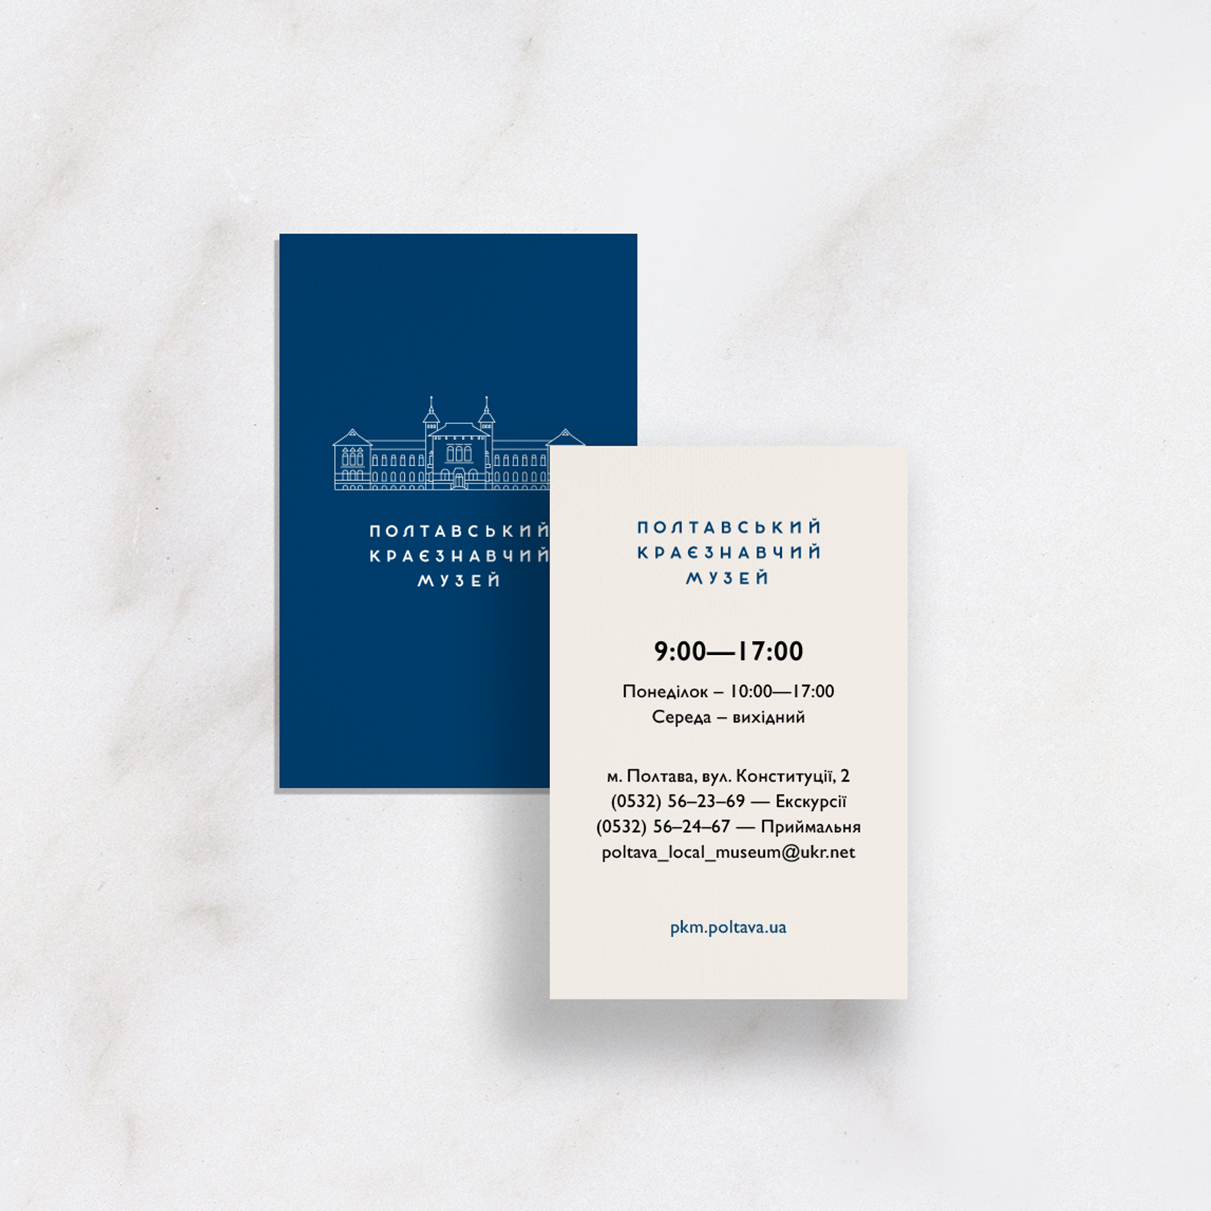 ПОЛТАВСЬКИЙ
КРАЄЗНАВЧИЙ
МУЗЕЙ
ПОЛТАВСЬКИЙ
КРАЄЗНАВЧИЙ
МУЗЕЙ
9:00—17:00
Понеділок – 10:00—17:00
Середа – вихідний
м. Полтава, вул. Конституції, 2
(0532) 56–23–69 — Екскурсії
(0532) 56–24–67 — Приймальня
poltava_local_museum@ukr.net
pkm.poltava.ua